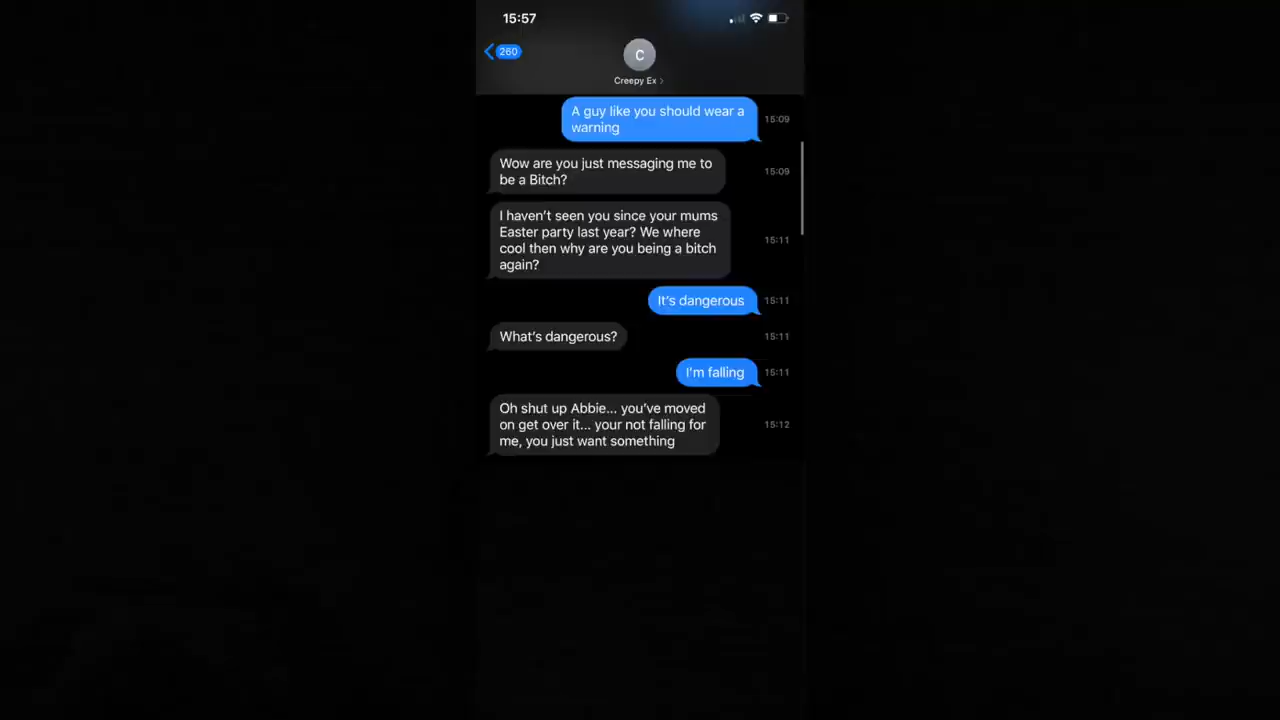 15:57
260
C
Creepy Ex >
A guy like you should wear a
warning
15:09
Wow are you just messaging me to
be a Bitch?
15:09
I haven't seen you since your mums
Easter party last year? We where
cool then why are you being a bitch
again?
15:11
It's dangerous
15:11
What's dangerous?
15:11
I'm falling
15:11
Oh shut up Abbie... you've moved
on get over it... your not falling for
me, you just want something
15:12